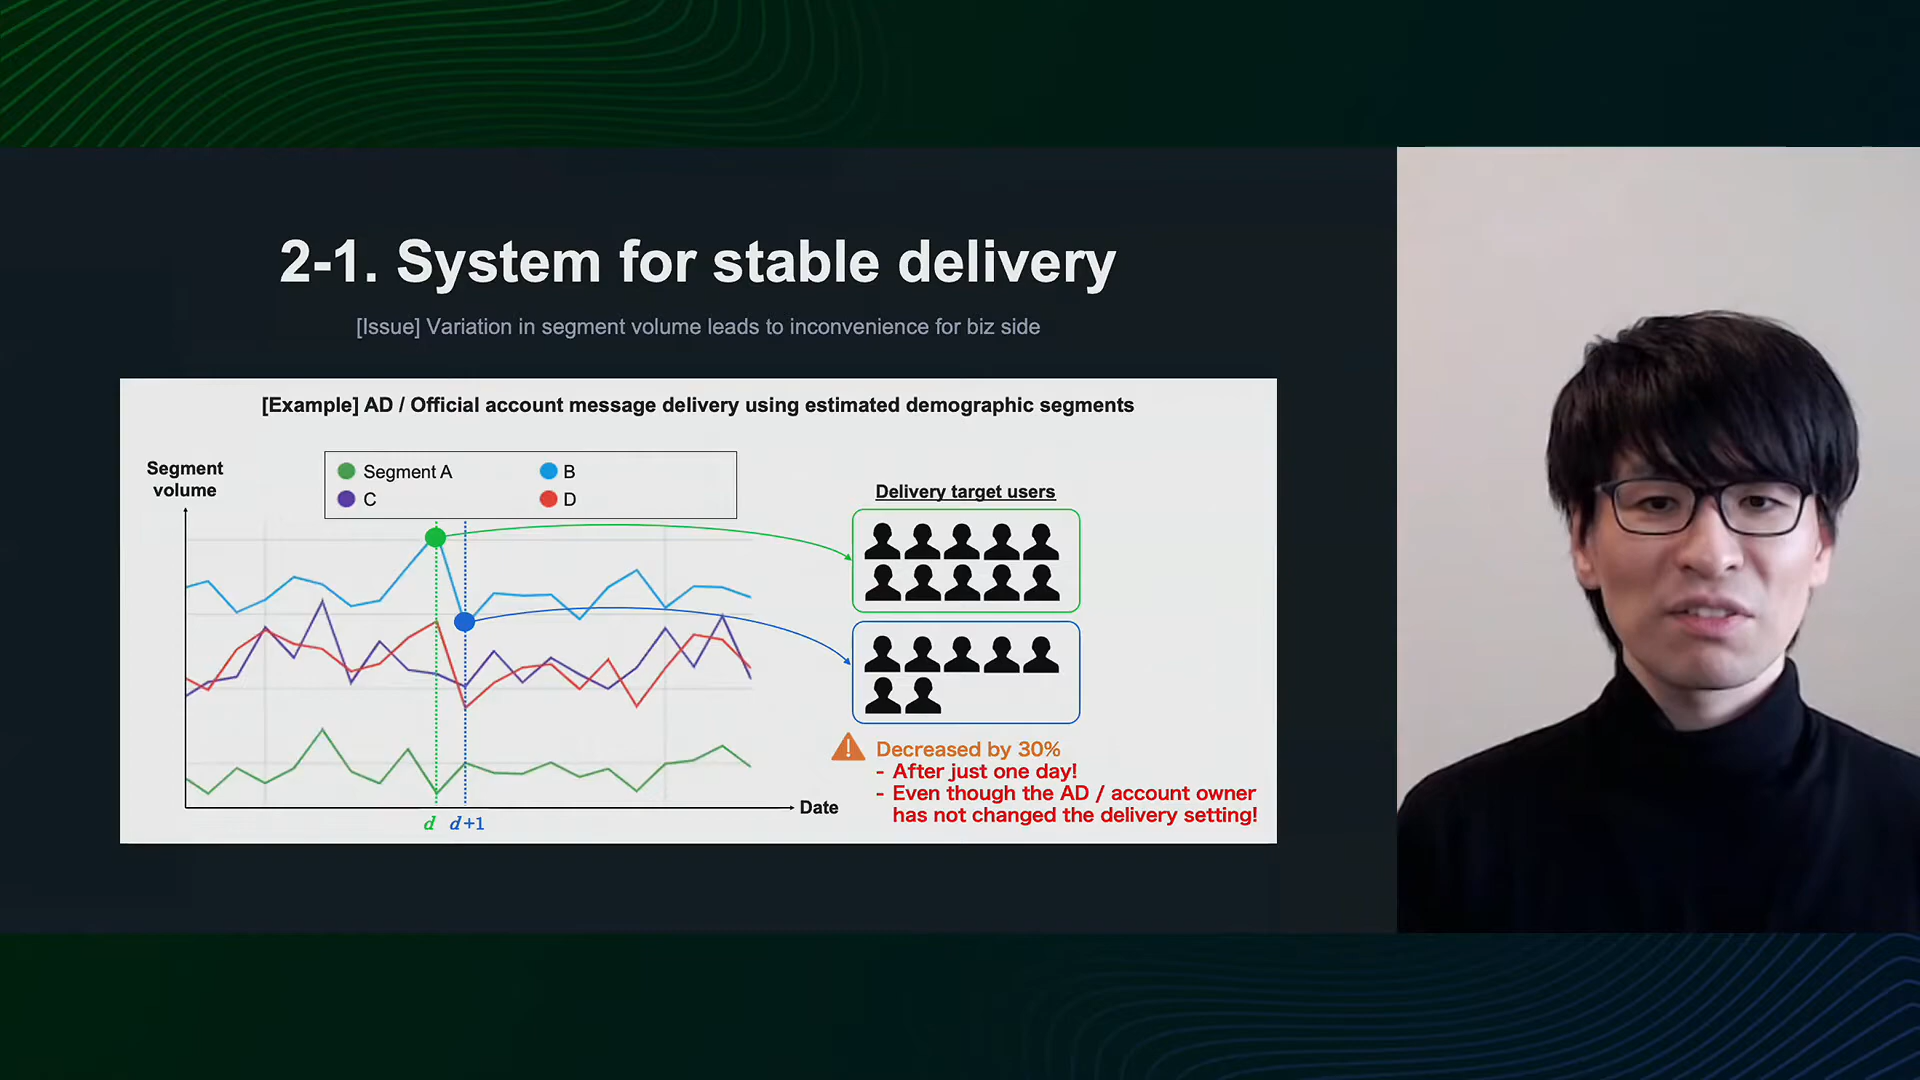 2-1. System for stable delivery
[Issue] Variation in segment volume leads to inconvenience for biz side
[Example] AD / Official account message delivery using estimated demographic segments
Segment
volume
Segment A
B
C
D
Delivery target users
Decreased by 30%
- After just one day!
- Even though the AD / account owner
has not changed the delivery setting!
Date
d
d+1